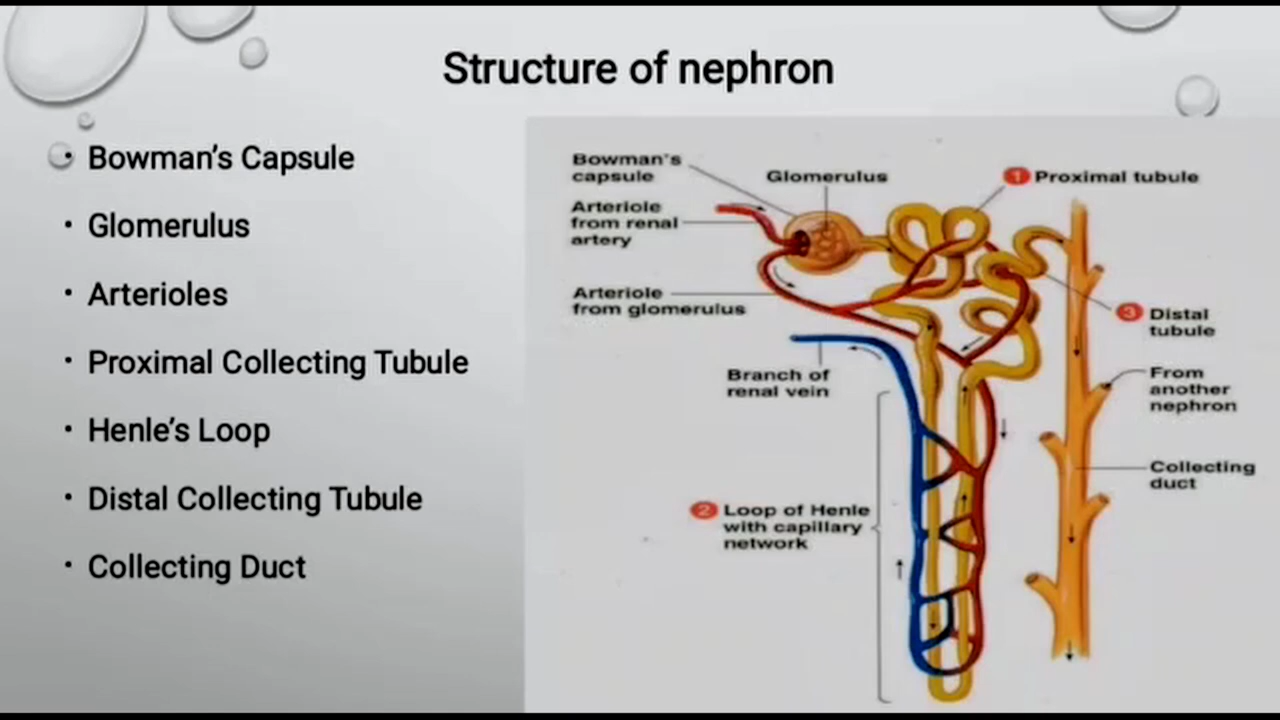 Structure of nephron
• Bowman's Capsule
• Glomerulus
• Arterioles
• Proximal Collecting Tubule
• Henle's Loop
• Distal Collecting Tubule
• Collecting Duct
Bowman's
capsule
Glomerulus
1 Proximal tubule
Arteriole
from renal
artery
Arteriole
from glomerulus
3 Distal
tubule
Branch of
renal vein
From
another
nephron
Collecting
duct
2 Loop of Henle
with capillary
network